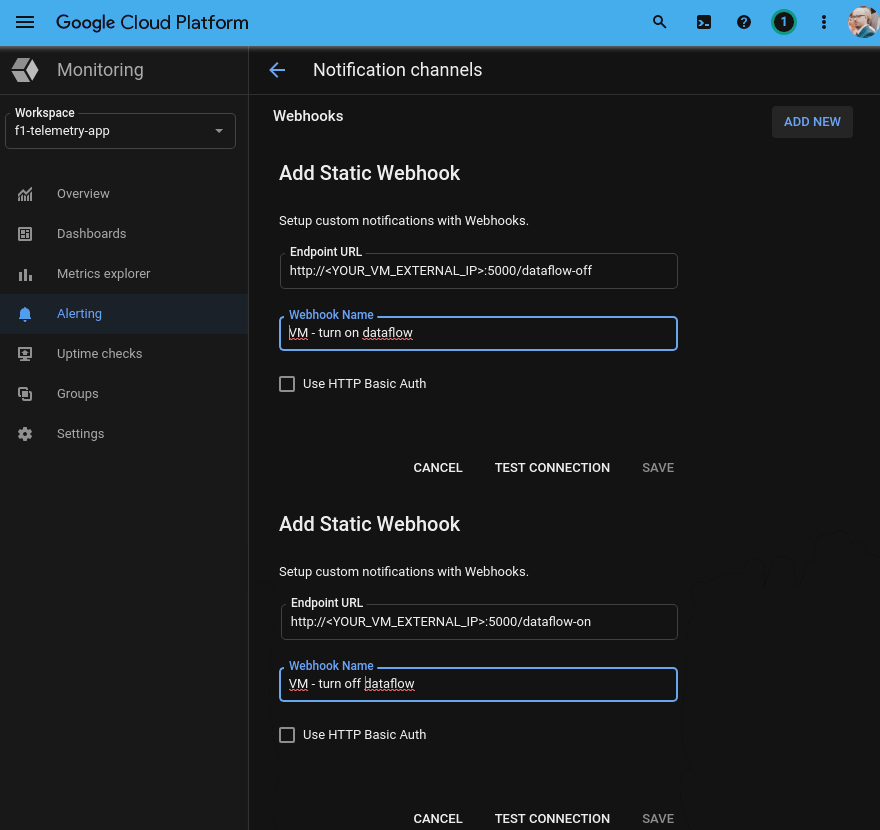 Google Cloud Platform
1
Monitoring
Notification channels
Workspace
f1-telemetry-app
Overview
Dashboards
Metrics explorer
Alerting
Uptime checks
Groups
Settings
Webhooks
ADD NEW
Add Static Webhook
Setup custom notifications with Webhooks.
Endpoint URL
http://<YOUR_VM_EXTERNAL_IP>:5000/dataflow-off
Webhook Name
VM - turn on dataflow
Use HTTP Basic Auth
CANCEL TEST CONNECTION SAVE
Add Static Webhook
Setup custom notifications with Webhooks.
Endpoint URL
http://<YOUR_VM_EXTERNAL_IP>:5000/dataflow-on
Webhook Name
VM - turn off dataflow
Use HTTP Basic Auth
CANCEL TEST CONNECTION SAVE